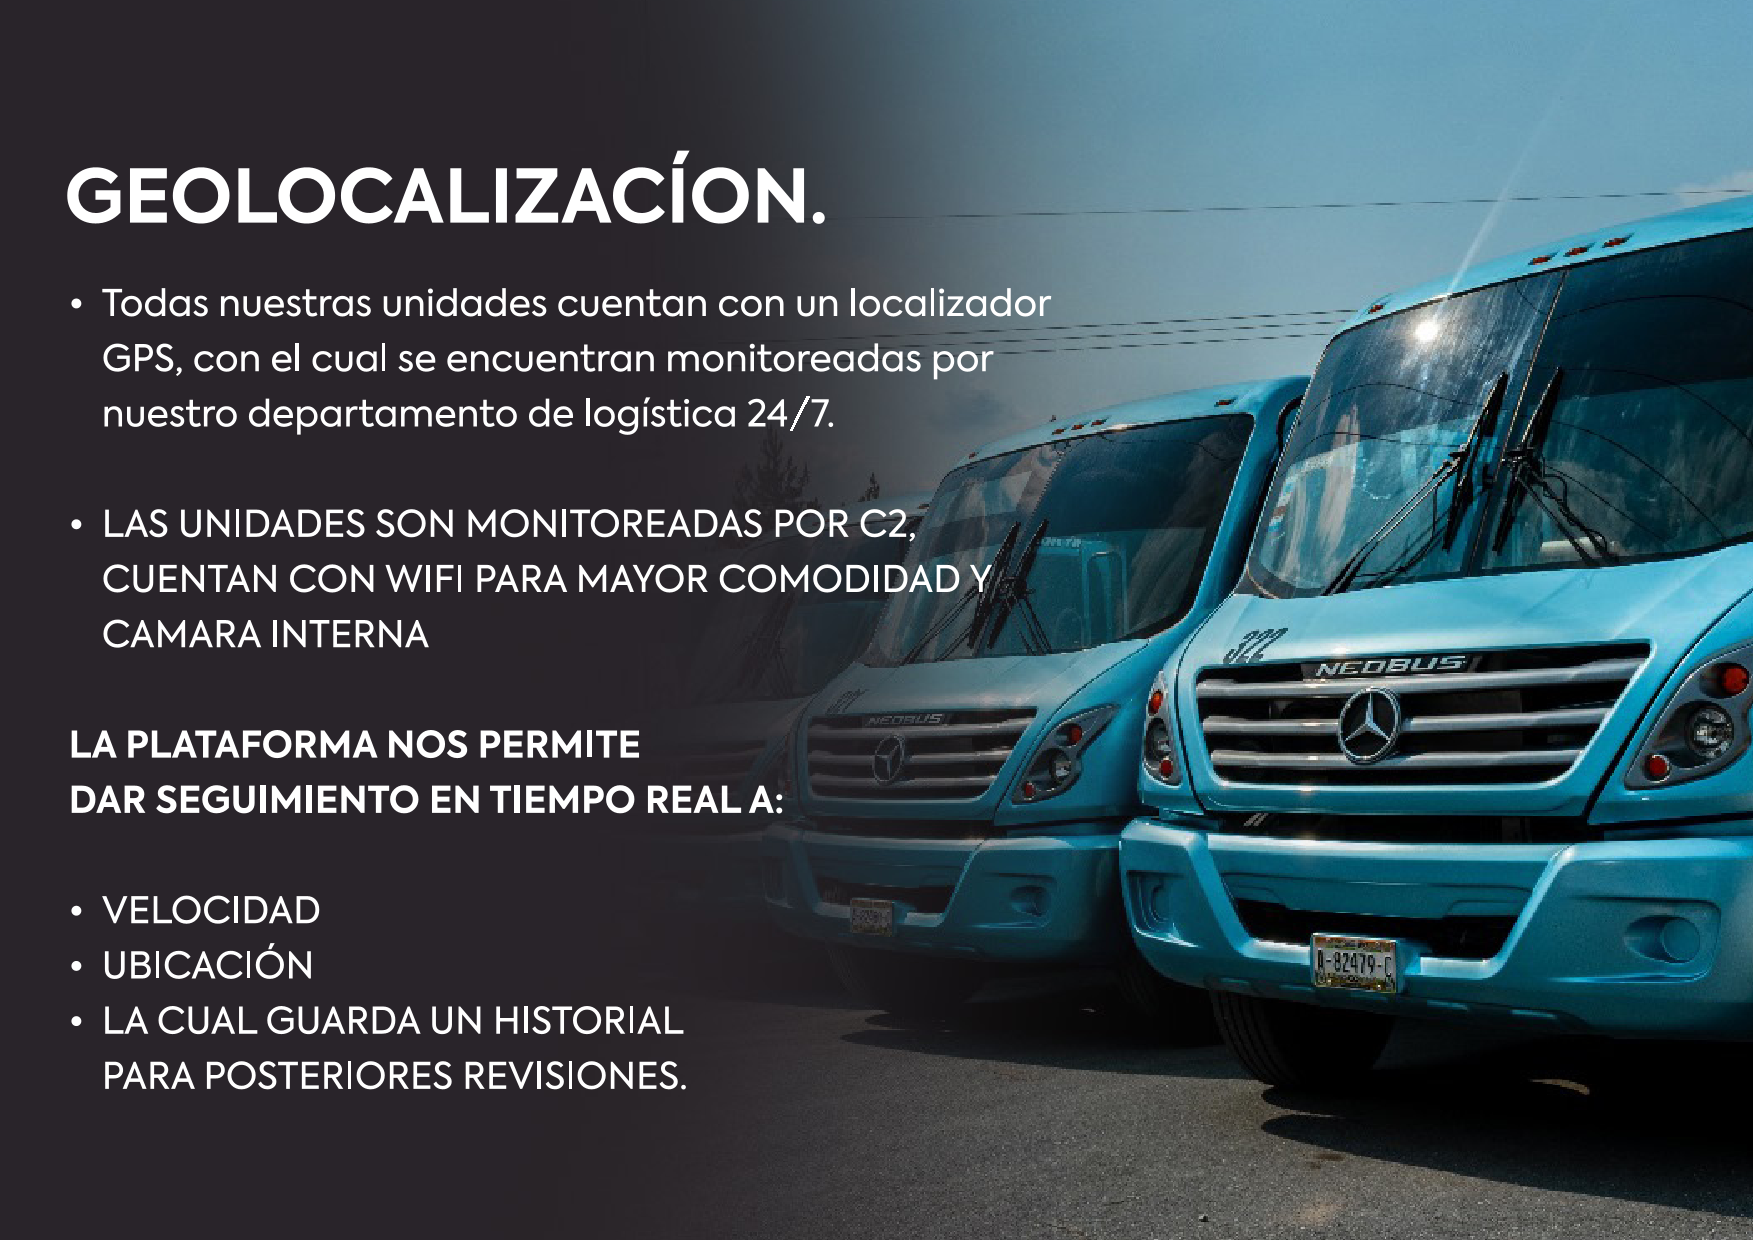 GEOLOCALIZACÍON.
• Todas nuestras unidades cuentan con un localizador
GPS, con el cual se encuentran monitoreadas por
nuestro departamento de logística 24/7.
• LAS UNIDADES SON MONITOREADAS POR C2,
CUENTAN CON WIFI PARA MAYOR COMODIDAD Y
CAMARA INTERNA
LA PLATAFORMA NOS PERMITE
DAR SEGUIMIENTO EN TIEMPO REAL A:
• VELOCIDAD
• UBICACIÓN
• LA CUAL GUARDA UN HISTORIAL
PARA POSTERIORES REVISIONES.
322
NEOBUS
NEOBUS
A-82479-C